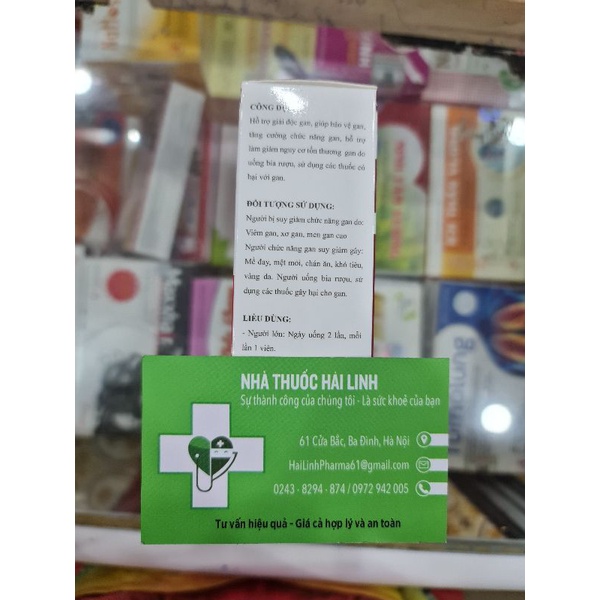 CÔNG DỤ
Hỗ trợ giải độc gan, giúp bảo vệ gan,
tăng cường chức năng gan, hỗ trợ
làm giảm nguy cơ tổn thương gan do
uống bia rượu, sử dụng các thuốc có
hại với gan.
ĐỐI TƯỢNG SỬ DỤNG:
Người bị suy giảm chức năng gan do:
Viêm gan, xơ gan, men gan cao
Người chức năng gan suy giảm gây:
Mề đay, mệt mỏi, chán ăn, khó tiêu,
vàng da. Người uống bia rượu, sử
dụng các thuốc gây hại cho gan.
LIỀU DÙNG:
- Người lớn: Ngày uống 2 lần, mỗi
lần 1 viên.
NHÀ THUỐC HẢI LINH
Sự thành công của chúng tôi - Là sức khoẻ của bạn
61 Cửa Bắc, Ba Đình, Hà Nội
HaiLinhPharma61@gmail.com
0243 - 8294 - 874 / 0972 942 005
Tư vấn hiệu quả - Giá cả hợp lý và an toàn